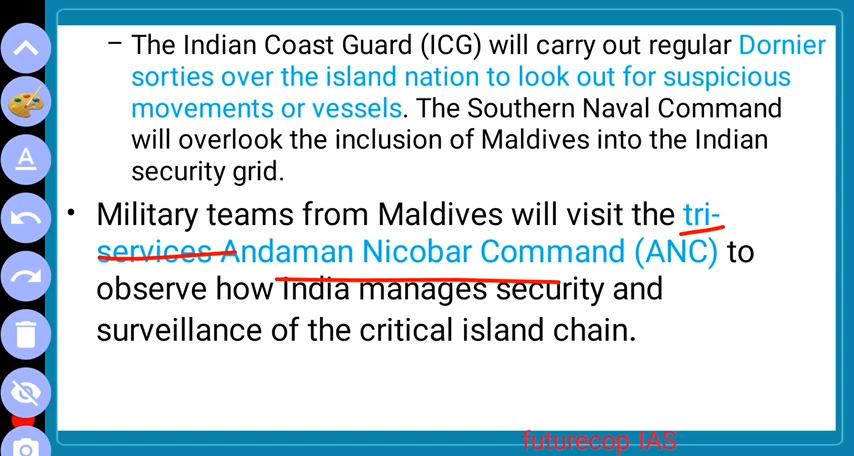 – The Indian Coast Guard (ICG) will carry out regular Dornier
sorties over the island nation to look out for suspicious
movements or vessels. The Southern Naval Command
will overlook the inclusion of Maldives into the Indian
security grid.
• Military teams from Maldives will visit the tri-
services Andaman Nicobar Command (ANC) to
observe how India manages security and
surveillance of the critical island chain.
futurecop IAS
A